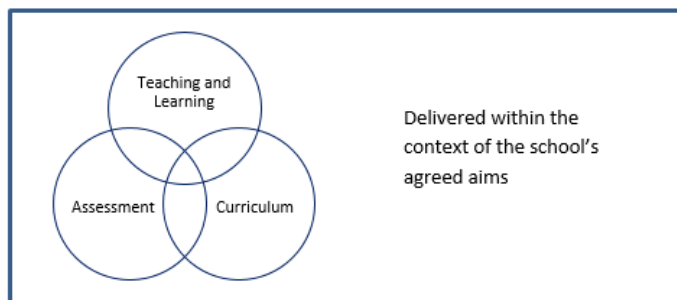 Teaching and
Learning
Assessment
Curriculum
Delivered within the
context of the school's
agreed aims